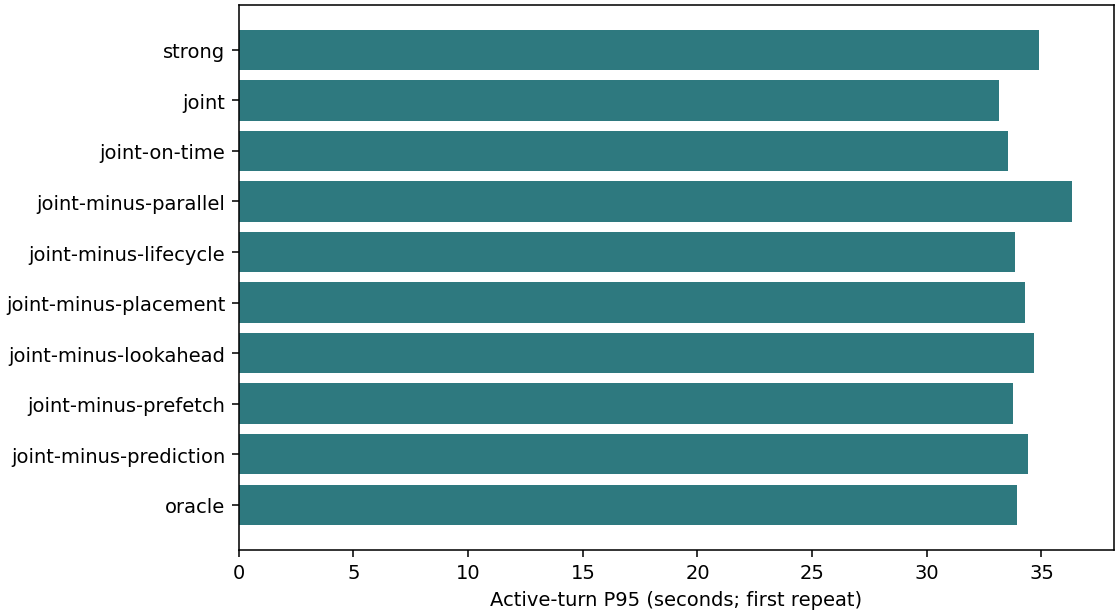 strong
joint
joint-on-time
joint-minus-parallel
joint-minus-lifecycle
joint-minus-placement
joint-minus-lookahead
joint-minus-prefetch
joint-minus-prediction
oracle
0 5 10 15 20 25 30 35
Active-turn P95 (seconds; first repeat)